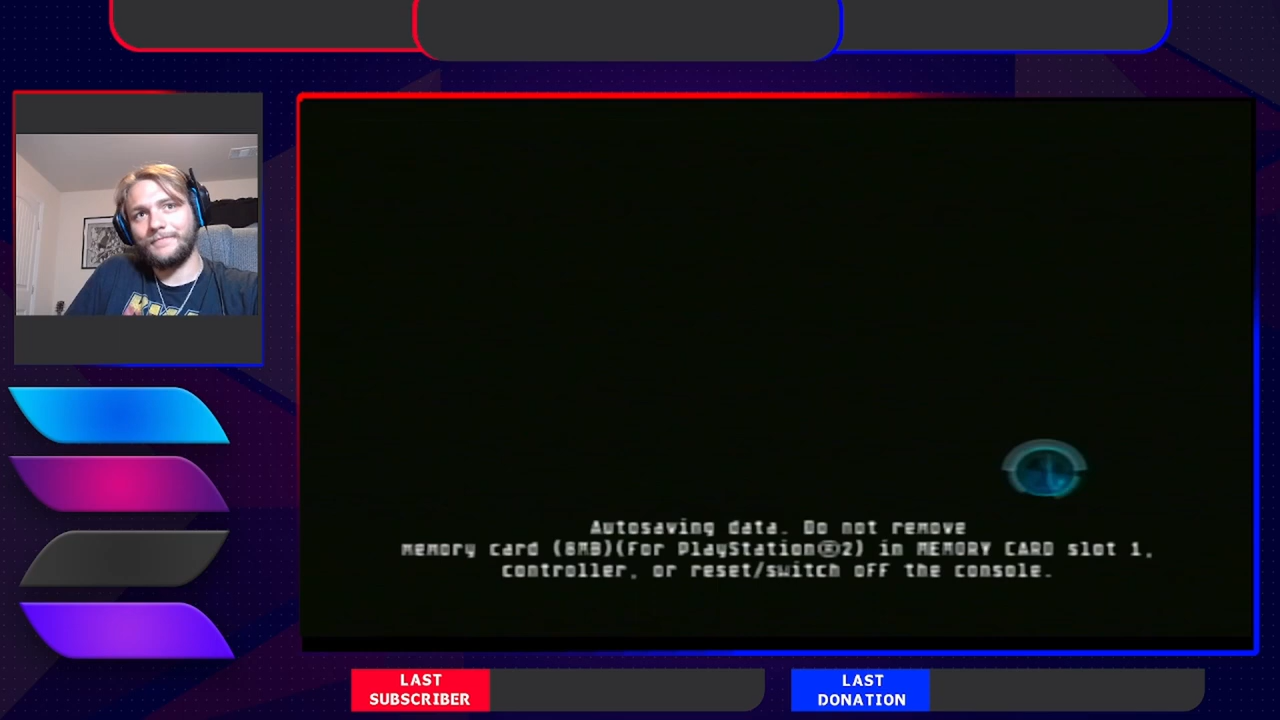 Autosaving data. Do not remove
memory card (8MB)(for PlayStation®2) in MEMORY CARD slot 1,
controller, or reset/switch off the console.
LAST
SUBSCRIBER
LAST
DONATION